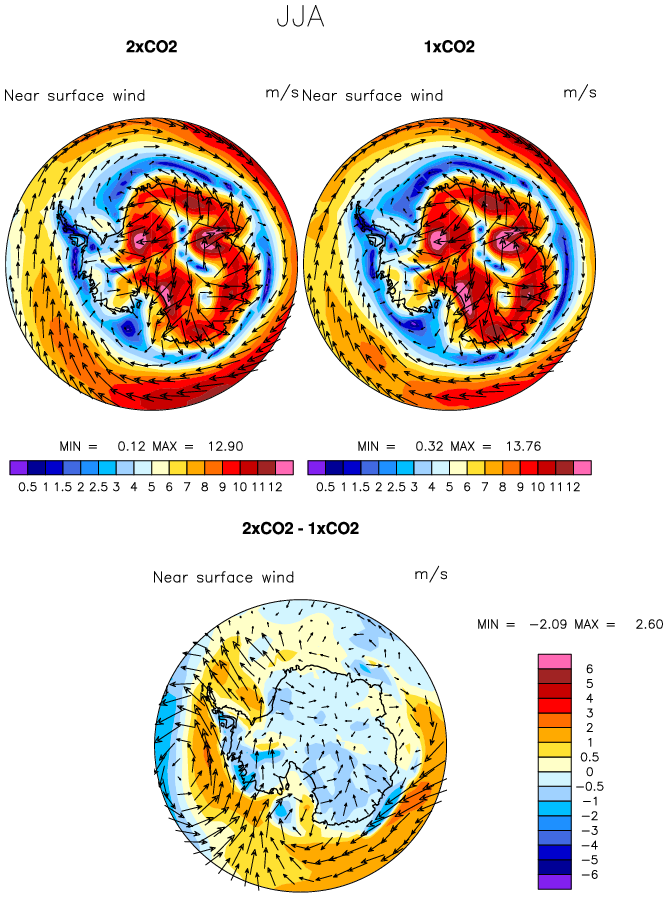 JJA
2xCO2 1xCO2
Near surface wind m/s Near surface wind m/s
MIN = 0.12 MAX = 12.90 MIN = 0.32 MAX = 13.76
0.5 1 1.5 2 2.5 3 4 5 6 7 8 9 10 11 12 0.5 1 1.5 2 2.5 3 4 5 6 7 8 9 10 11 12
2xCO2 - 1xCO2
Near surface wind m/s
MIN = −2.09 MAX = 2.60
6
5
4
3
2
1
0.5
0
−0.5
−1
−2
−3
−4
−5
−6